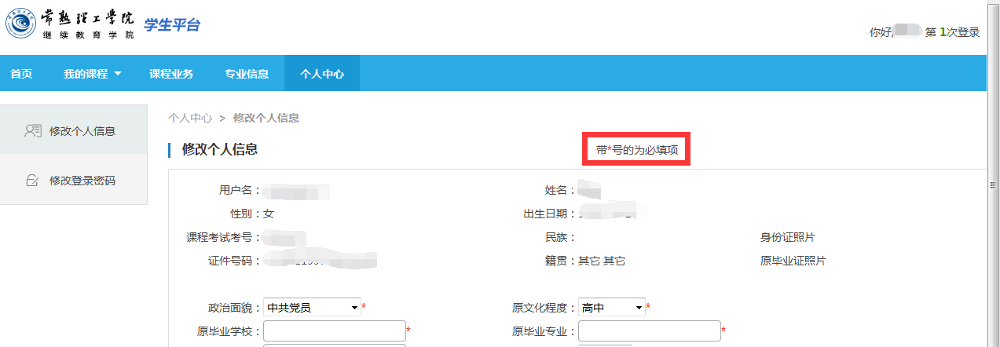 常熟理工学院
继续教育学院
学生平台
你好, 第 1次登录
首页 我的课程 课程业务 专业信息 个人中心
修改个人信息
修改登录密码
个人中心 > 修改个人信息
修改个人信息 带*号的为必填项
用户名： 姓名：
性别：女 出生日期：
课程考试考号： 民族： 身份证照片
证件号码： 籍贯：其它 其它 原毕业证照片
政治面貌：中共党员 * 原文化程度：高中 *
原毕业学校： * 原毕业专业： *